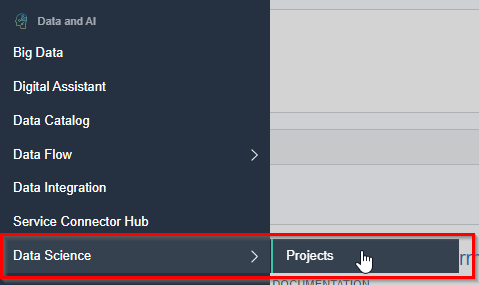 Data and AI
Big Data
Digital Assistant
Data Catalog
Data Flow
Data Integration
Service Connector Hub
Data Science
Projects
DOCUMENTATION